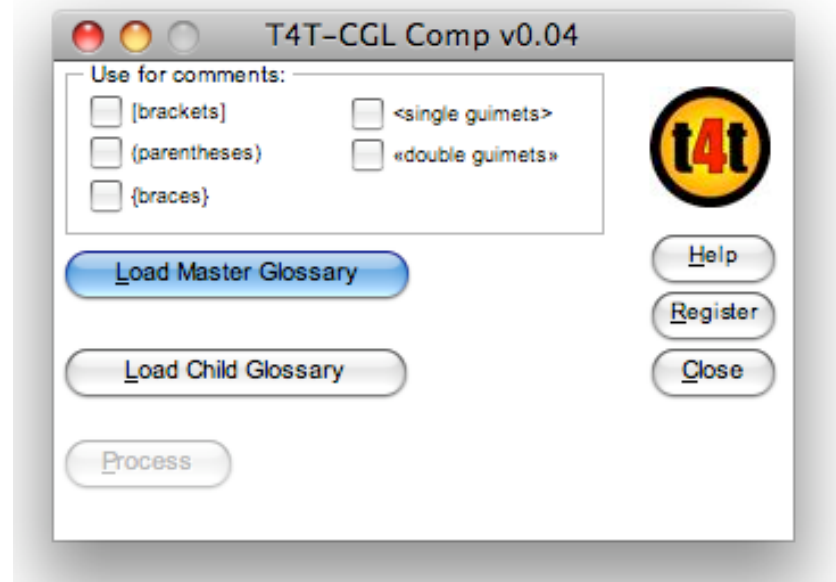 T4T-CGL Comp v0.04
Use for comments:
[brackets]
<single guimets>
(parentheses)
«double guimets»
{braces}
t4t
Load Master Glossary
Help
Register
Load Child Glossary
Close
Process